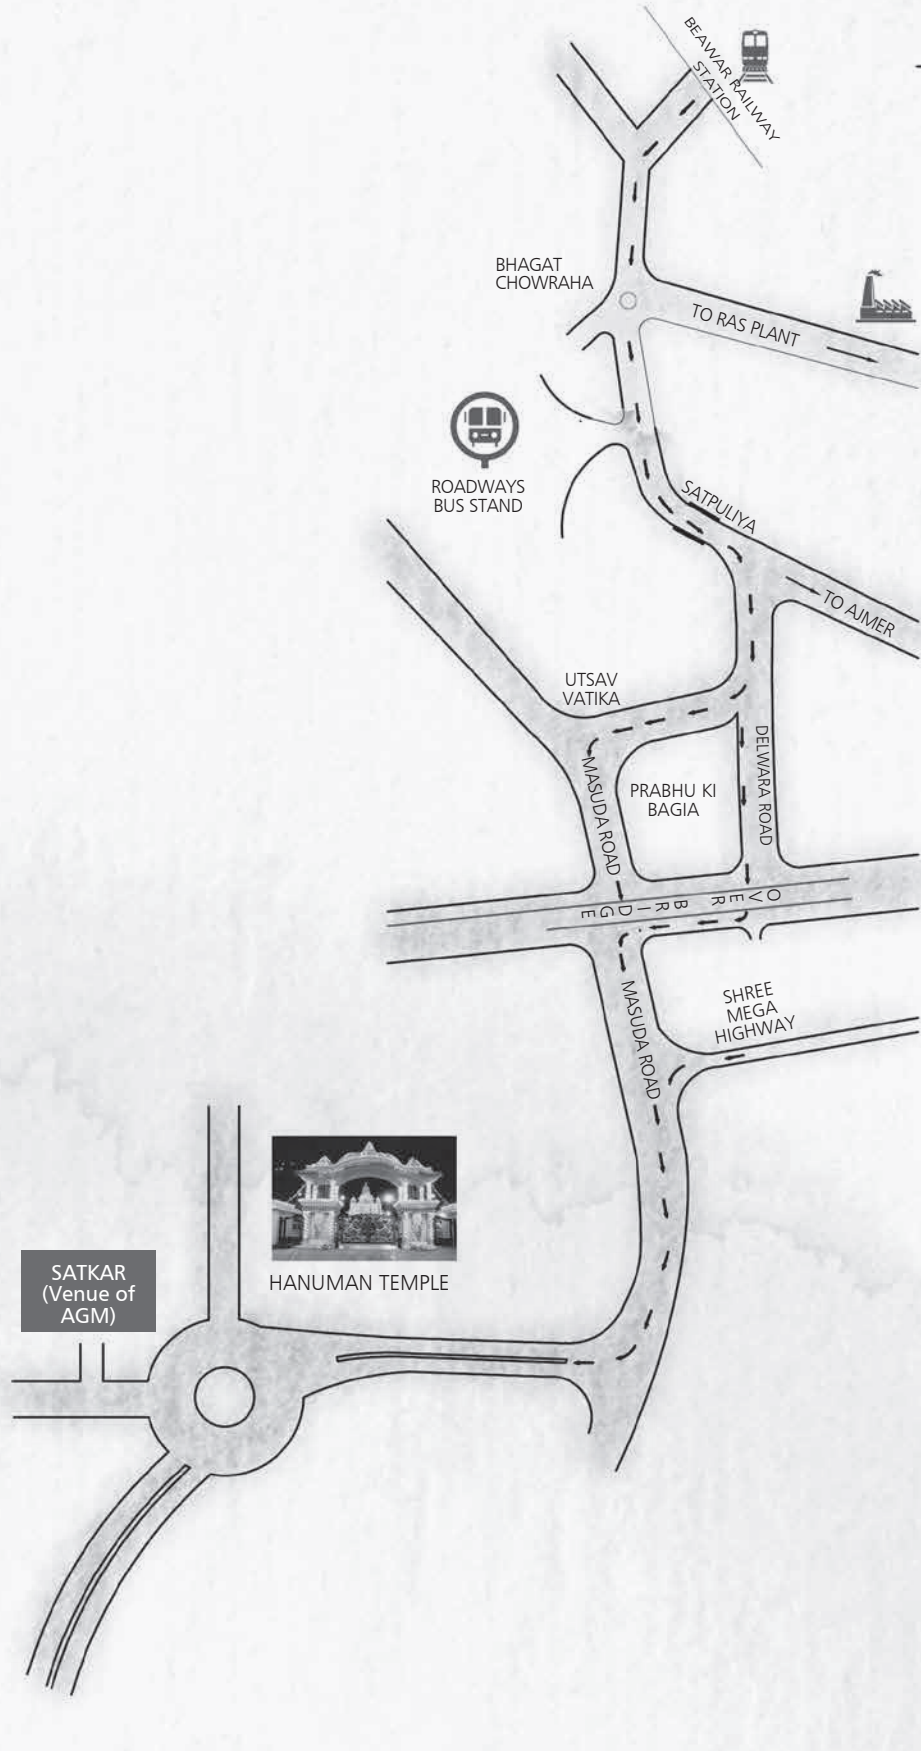 BEAWAR RAILWAY
STATION
BHAGAT
CHOWRAHA
TO RAS PLANT
ROADWAYS
BUS STAND
SATPULIYA
TO AJMER
UTSAV
VATIKA
MASUDA ROAD
PRABHU KI
BAGIA
DELWARA ROAD
OVER BRIDGE
MASUDA ROAD
SHREE
MEGA
HIGHWAY
HANUMAN TEMPLE
SATKAR
(Venue of
AGM)